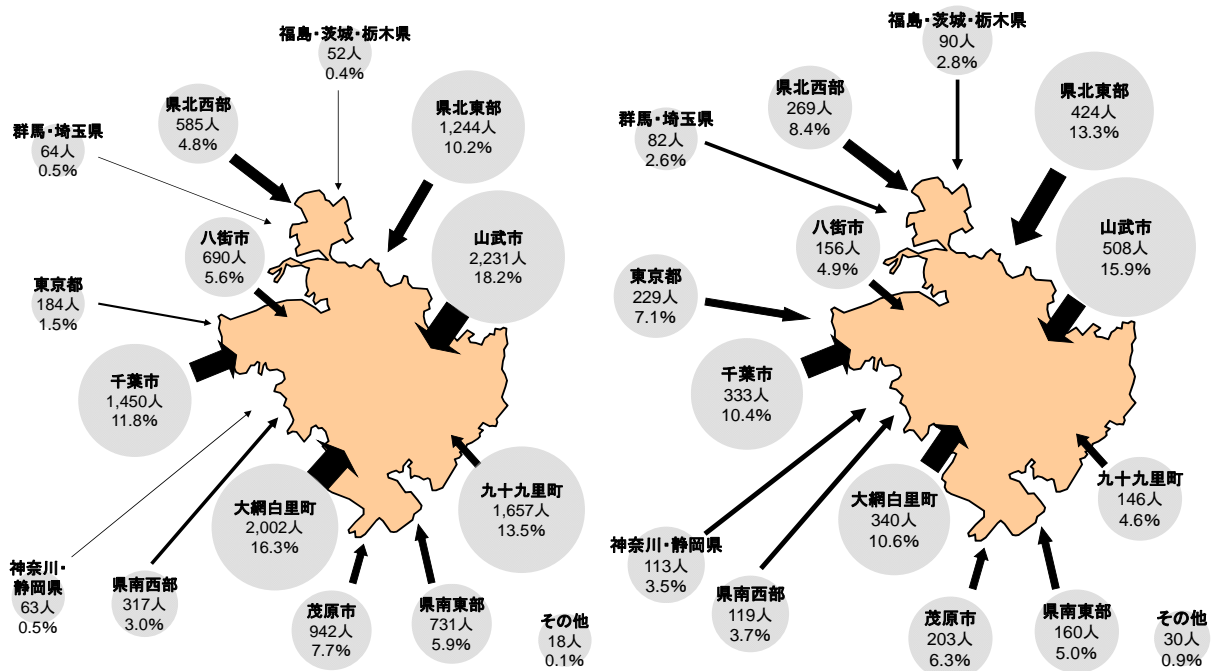 福島・茨城・栃木県
52人
0.4%
県北西部
585人
4.8%
県北東部
1,244人
10.2%
群馬・埼玉県
64人
0.5%
八街市
690人
5.6%
山武市
2,231人
18.2%
東京都
184人
1.5%
千葉市
1,450人
11.8%
大網白里町
2,002人
16.3%
九十九里町
1,657人
13.5%
神奈川・
静岡県
63人
0.5%
県南西部
317人
3.0%
茂原市
942人
7.7%
県南東部
731人
5.9%
その他
18人
0.1%
福島・茨城・栃木県
90人
2.8%
県北西部
269人
8.4%
県北東部
424人
13.3%
群馬・埼玉県
82人
2.6%
八街市
156人
4.9%
山武市
508人
15.9%
東京都
229人
7.1%
千葉市
333人
10.4%
大網白里町
340人
10.6%
九十九里町
146人
4.6%
神奈川・静岡県
113人
3.5%
県南西部
119人
3.7%
茂原市
203人
6.3%
県南東部
160人
5.0%
その他
30人
0.9%